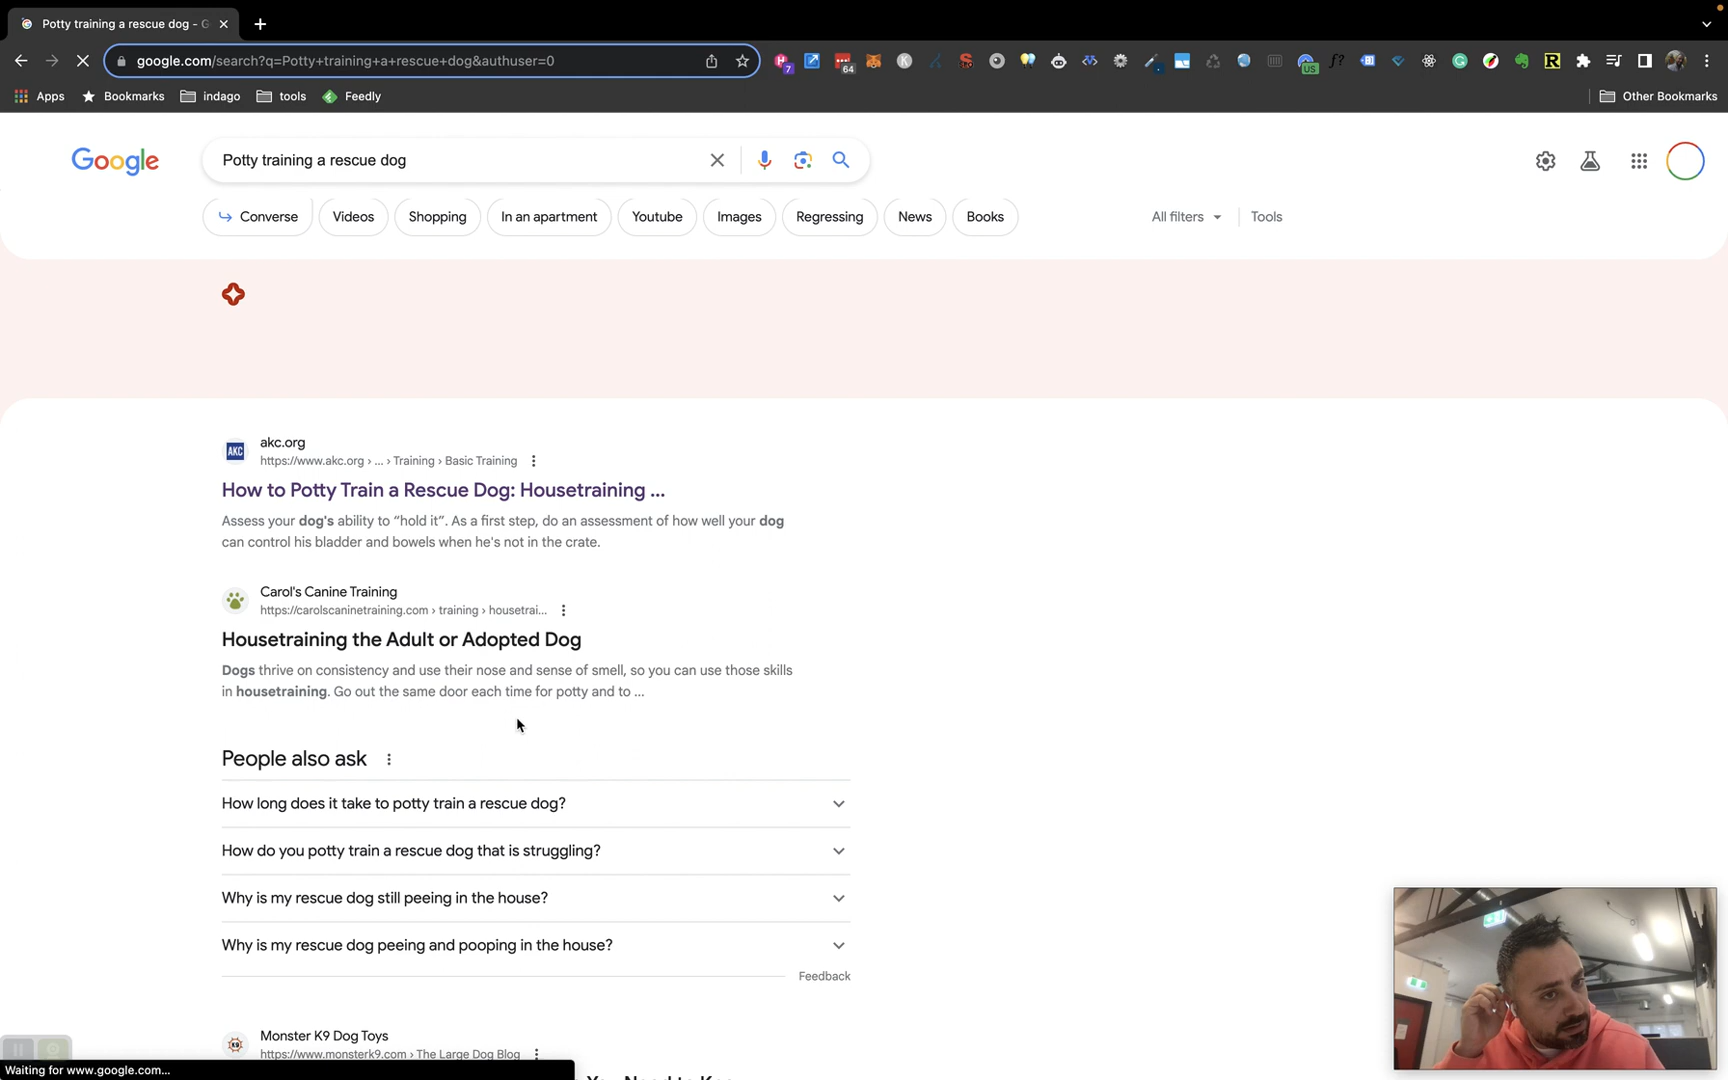 Potty training a rescue dog - G
google.com/search?q=Potty+training+a+rescue+dog&authuser=0
7
64
US
Apps
Bookmarks
indago
tools
Feedly
Other Bookmarks
Google
Potty training a rescue dog
Converse
Videos
Shopping
In an apartment
Youtube
Images
Regressing
News
Books
All filters
Tools
AKC
akc.org
https://www.akc.org › ... › Training › Basic Training
How to Potty Train a Rescue Dog: Housetraining ...
Assess your dog's ability to “hold it”. As a first step, do an assessment of how well your dog
can control his bladder and bowels when he's not in the crate.
Carol's Canine Training
https://carolscaninetraining.com › training › housetrai...
Housetraining the Adult or Adopted Dog
Dogs thrive on consistency and use their nose and sense of smell, so you can use those skills
in housetraining. Go out the same door each time for potty and to ...
People also ask
How long does it take to potty train a rescue dog?
How do you potty train a rescue dog that is struggling?
Why is my rescue dog still peeing in the house?
Why is my rescue dog peeing and pooping in the house?
Feedback
K9
Monster K9 Dog Toys
https://www.monsterk9.com › The Large Dog Blog
Waiting for www.google.com...